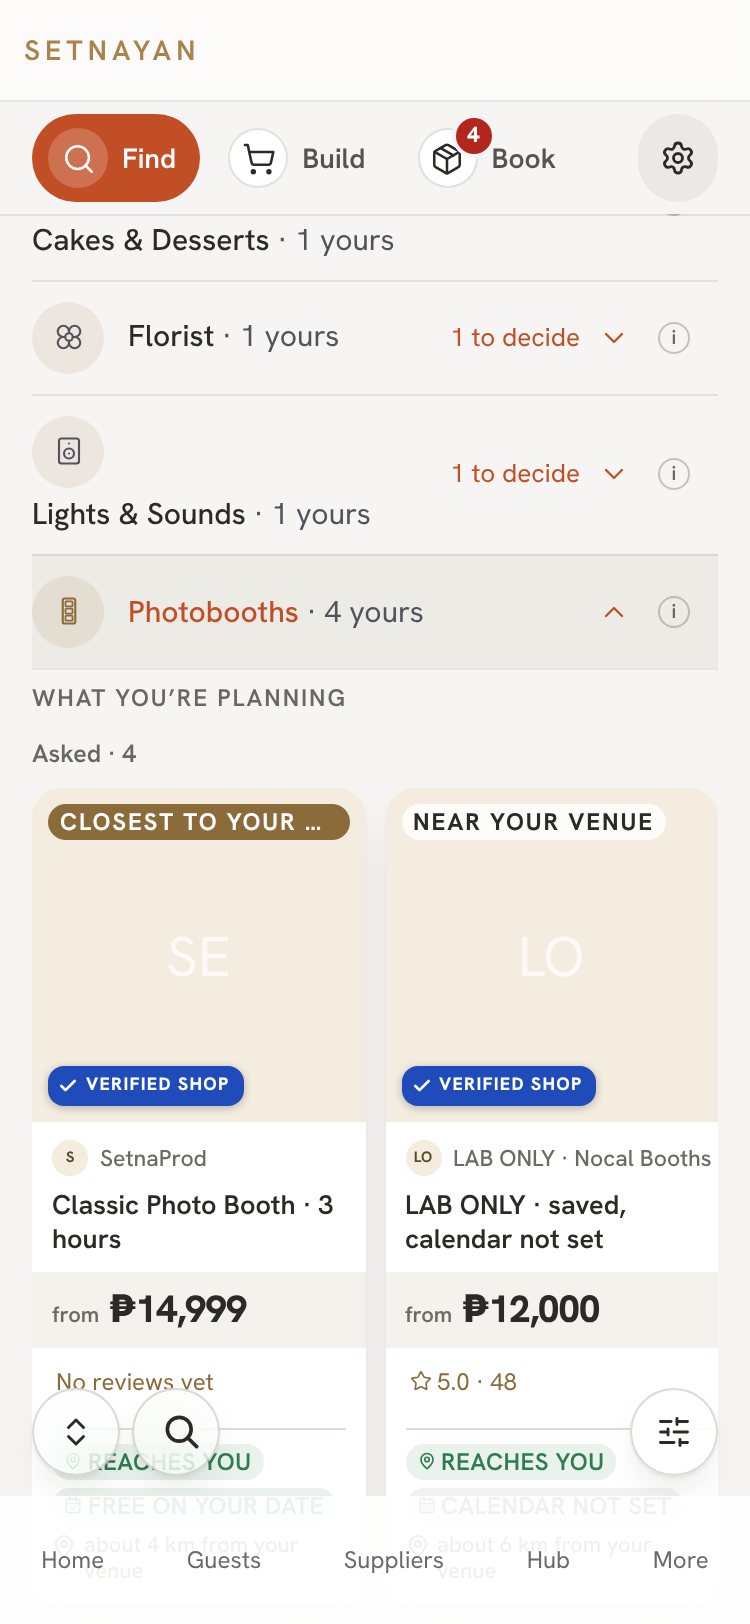 SETNAYAN
Find
Build
4
Book
Cakes & Desserts · 1 yours
Florist · 1 yours
1 to decide
i
1 to decide
i
Lights & Sounds · 1 yours
Photobooths · 4 yours
i
WHAT YOU’RE PLANNING
Asked · 4
CLOSEST TO YOUR ...
SE
VERIFIED SHOP
S
SetnaProd
Classic Photo Booth · 3
hours
from ₱14,999
No reviews yet
REACHES YOU
FREE ON YOUR DATE
about 4 km from your
venue
NEAR YOUR VENUE
LO
VERIFIED SHOP
LO
LAB ONLY · Nocal Booths
LAB ONLY · saved,
calendar not set
from ₱12,000
5.0 · 48
REACHES YOU
CALENDAR NOT SET
about 6 km from your
venue
Home
Guests
Suppliers
Hub
More